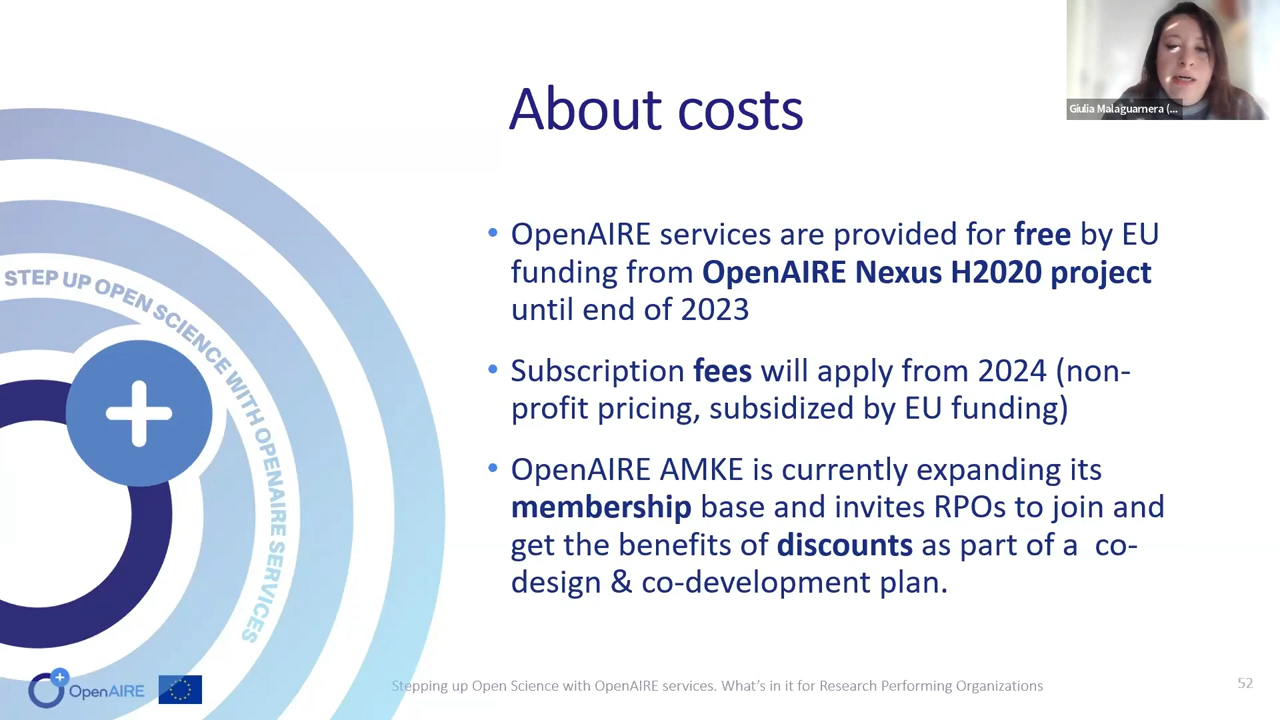 Giulia Malaguarnera (...
About costs
• OpenAIRE services are provided for free by EU
funding from OpenAIRE Nexus H2020 project
until end of 2023
• Subscription fees will apply from 2024 (non-
profit pricing, subsidized by EU funding)
• OpenAIRE AMKE is currently expanding its
membership base and invites RPOs to join and
get the benefits of discounts as part of a  co-
design & co-development plan.
STEP UP OPEN SCIENCE WITH OPENAIRE SERVICES
OpenAIRE
Stepping up Open Science with OpenAIRE services. What's in it for Research Performing Organizations
52